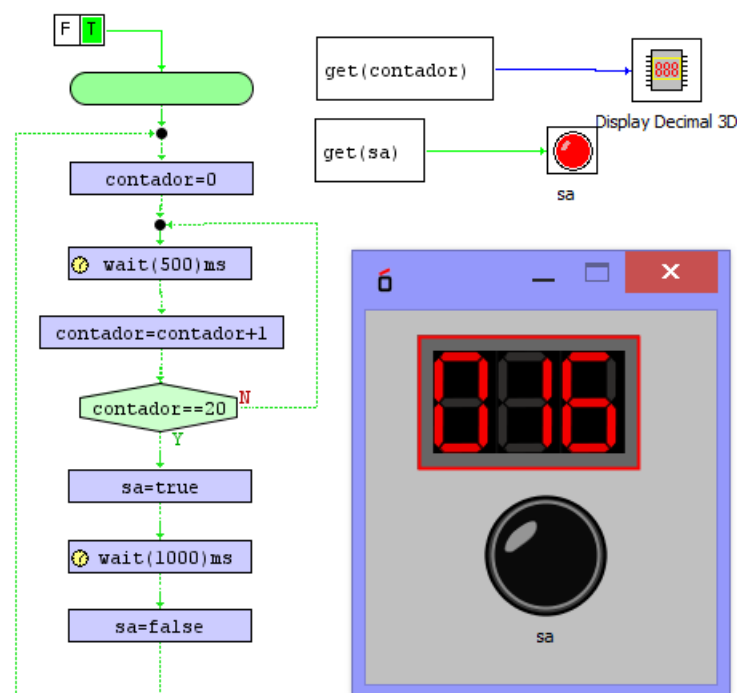 F T
get(contador)
Display Decimal 3D
get(sa)
sa
contador=0
wait(500)ms
contador=contador+1
contador==20
N
Y
sa=true
wait(1000)ms
sa=false
016
sa